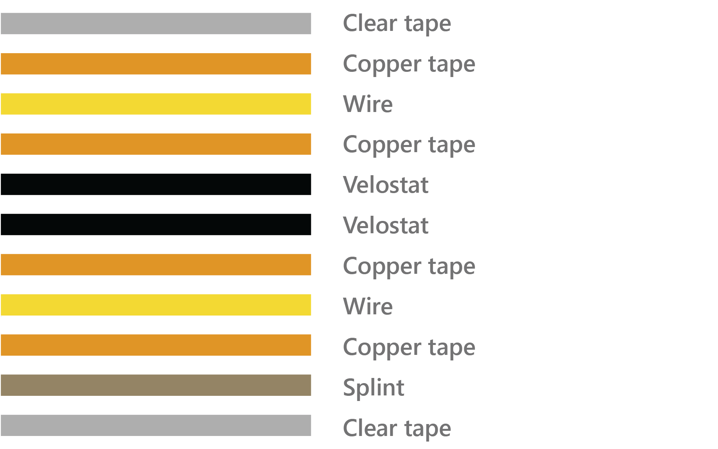 Clear tape
Copper tape
Wire
Copper tape
Velostat
Velostat
Copper tape
Wire
Copper tape
Splint
Clear tape